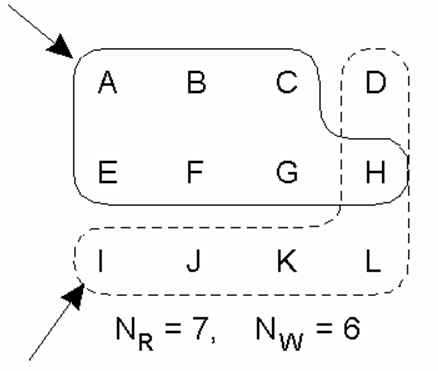 A B C D
E F G H
I J K L
N_R = 7, N_W = 6